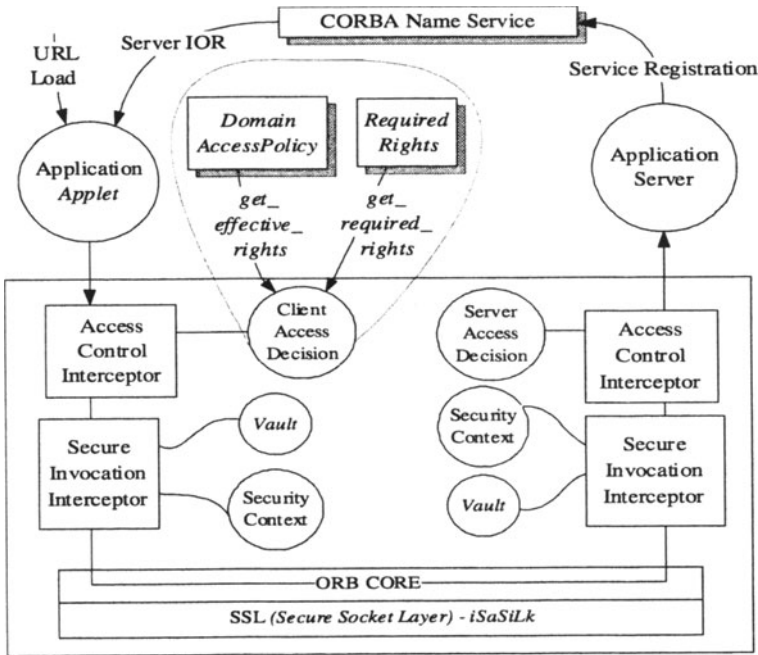 CORBA Name Service
Server IOR
URL
Load
Service Registration
Domain
AccessPolicy
Required
Rights
Application
Applet
Application
Server
get_
effective_
rights
get_
required_
rights
Client
Access
Decision
Server
Access
Decision
Access
Control
Interceptor
Access
Control
Interceptor
Vault
Security
Context
Secure
Invocation
Interceptor
Secure
Invocation
Interceptor
Security
Context
Vault
ORB CORE
SSL (Secure Socket Layer) - iSaSiLk